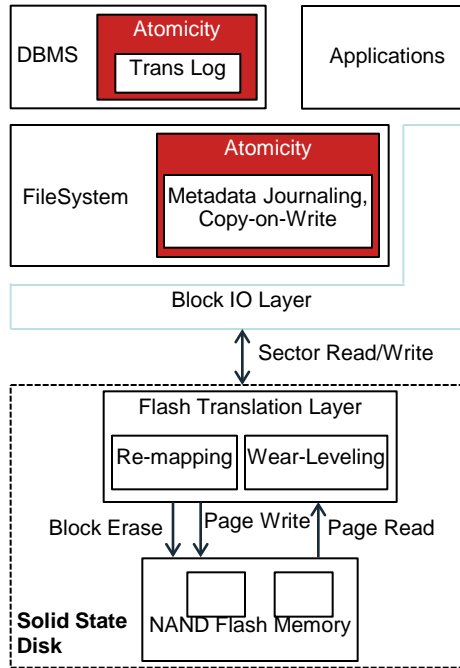 Atomicity
DBMS
Trans Log
Applications
Atomicity
FileSystem
Metadata Journaling,
Copy-on-Write
Block IO Layer
Sector Read/Write
Flash Translation Layer
Re-mapping
Wear-Leveling
Block Erase
Page Write
Page Read
NAND Flash Memory
Solid State
Disk